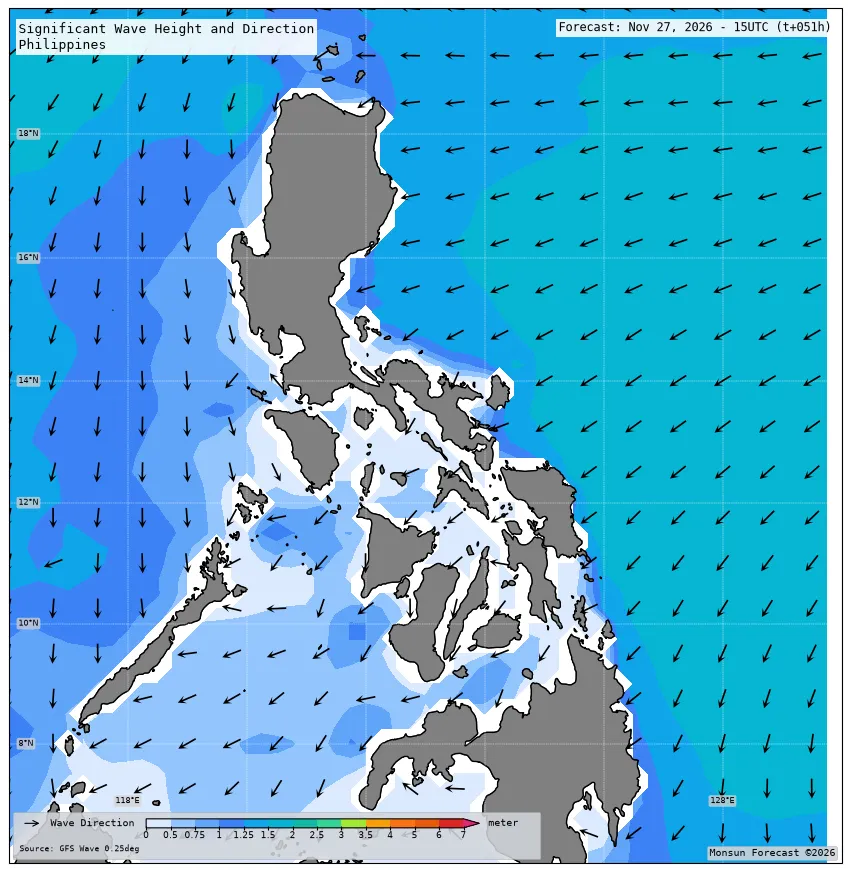 Significant Wave Height and Direction
Philippines
Forecast: Nov 27, 2026 - 15UTC (t+051h)
18°N
16°N
14°N
12°N
10°N
8°N
118°E
128°E
Wave Direction
0 0.5 0.75 1 1.25 1.5 2 2.5 3 3.5 4 5 6 7 meter
Source: GFS Wave 0.25deg
Monsun Forecast ©2026